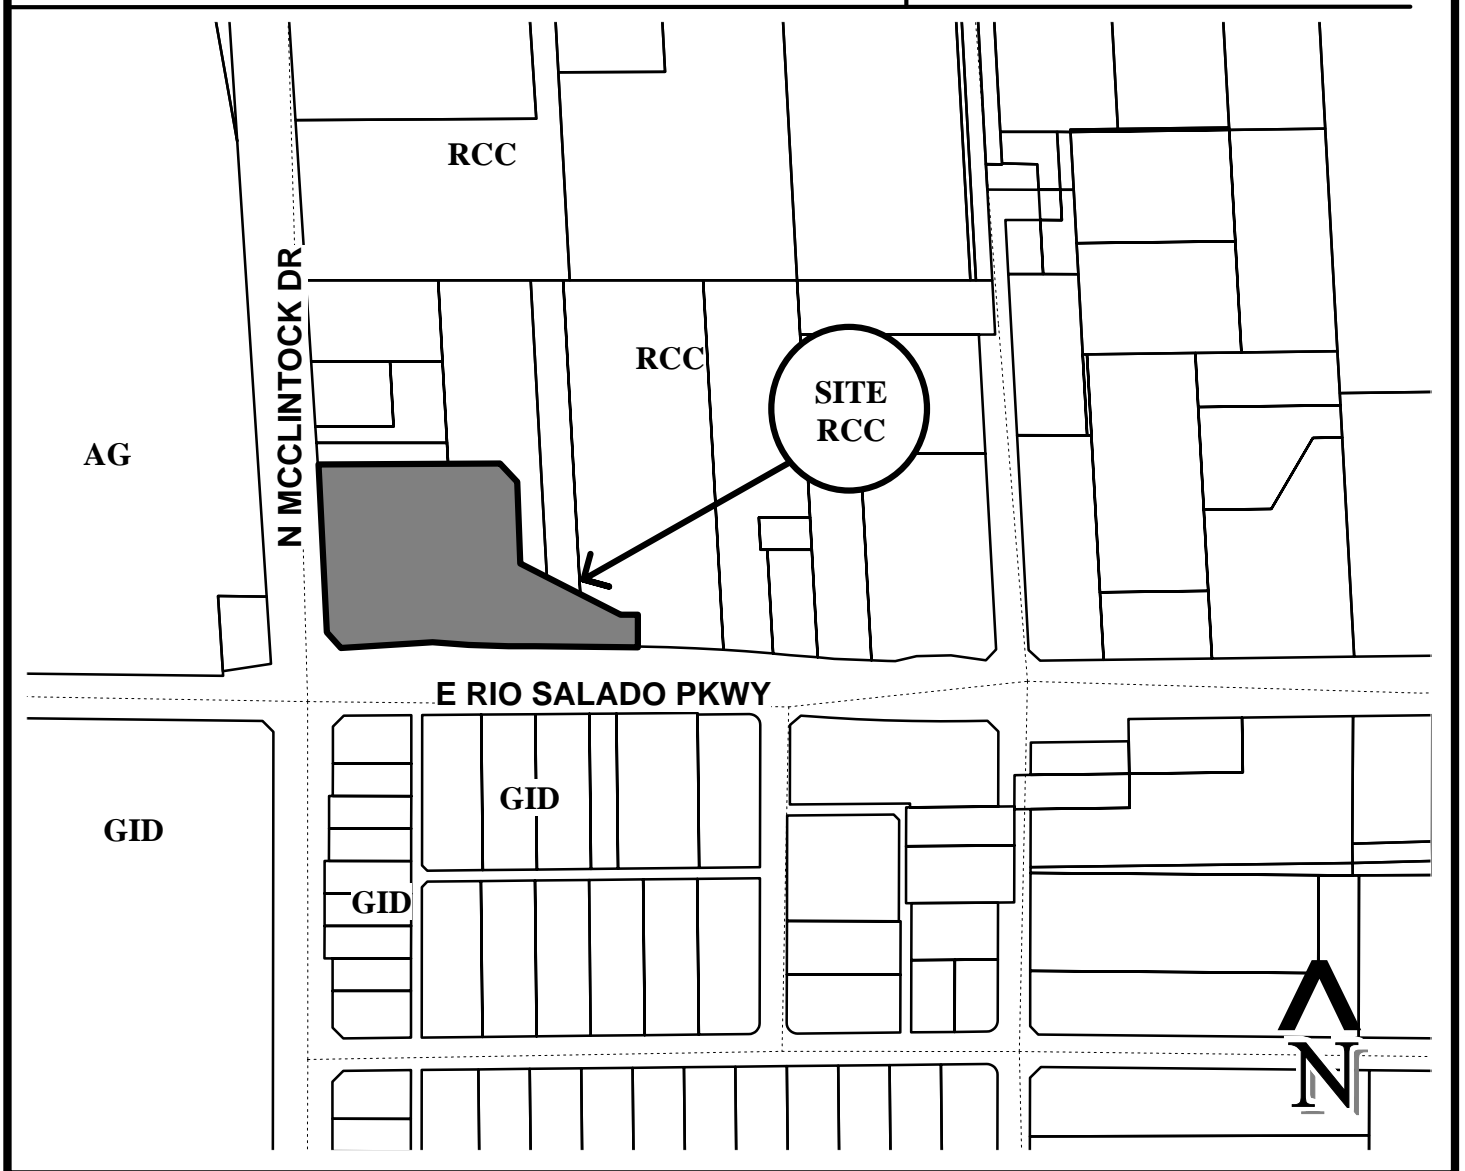 RCC
N MCCLINTOCK DR
RCC
SITE
RCC
AG
E RIO SALADO PKWY
GID
GID
GID
N